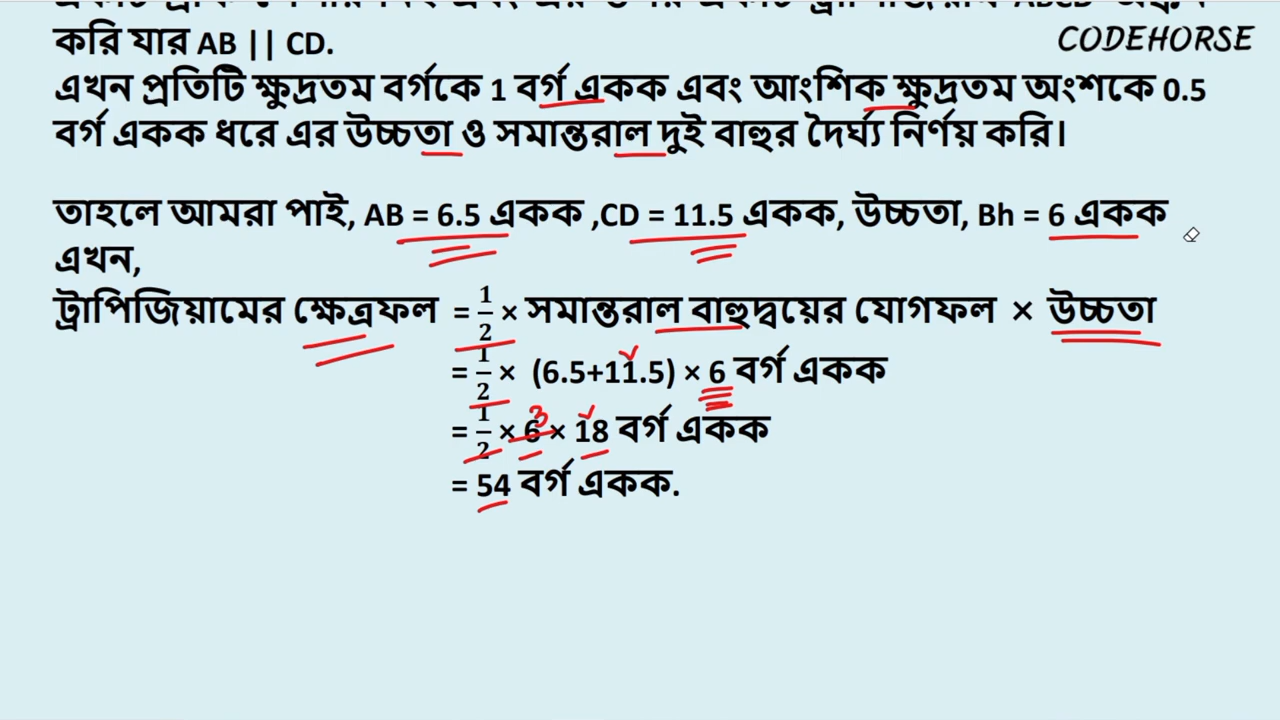 CODEHORSE
করি যার AB || CD.
এখন প্রতিটি ক্ষুদ্রতম বর্গকে 1 বর্গ একক এবং আংশিক ক্ষুদ্রতম অংশকে 0.5
বর্গ একক ধরে এর উচ্চতা ও সমান্তরাল দুই বাহুর দৈর্ঘ্য নির্ণয় করি।
তাহলে আমরা পাই, AB = 6.5 একক ,CD = 11.5 একক, উচ্চতা, Bh = 6 একক
এখন,
ট্রাপিজিয়ামের ক্ষেত্রফল = 1/2 × সমান্তরাল বাহুদ্বয়ের যোগফল × উচ্চতা
= 1/2 × (6.5+11.5) × 6 বর্গ একক
3
= 1/2 × 6 × 18 বর্গ একক
= 54 বর্গ একক.